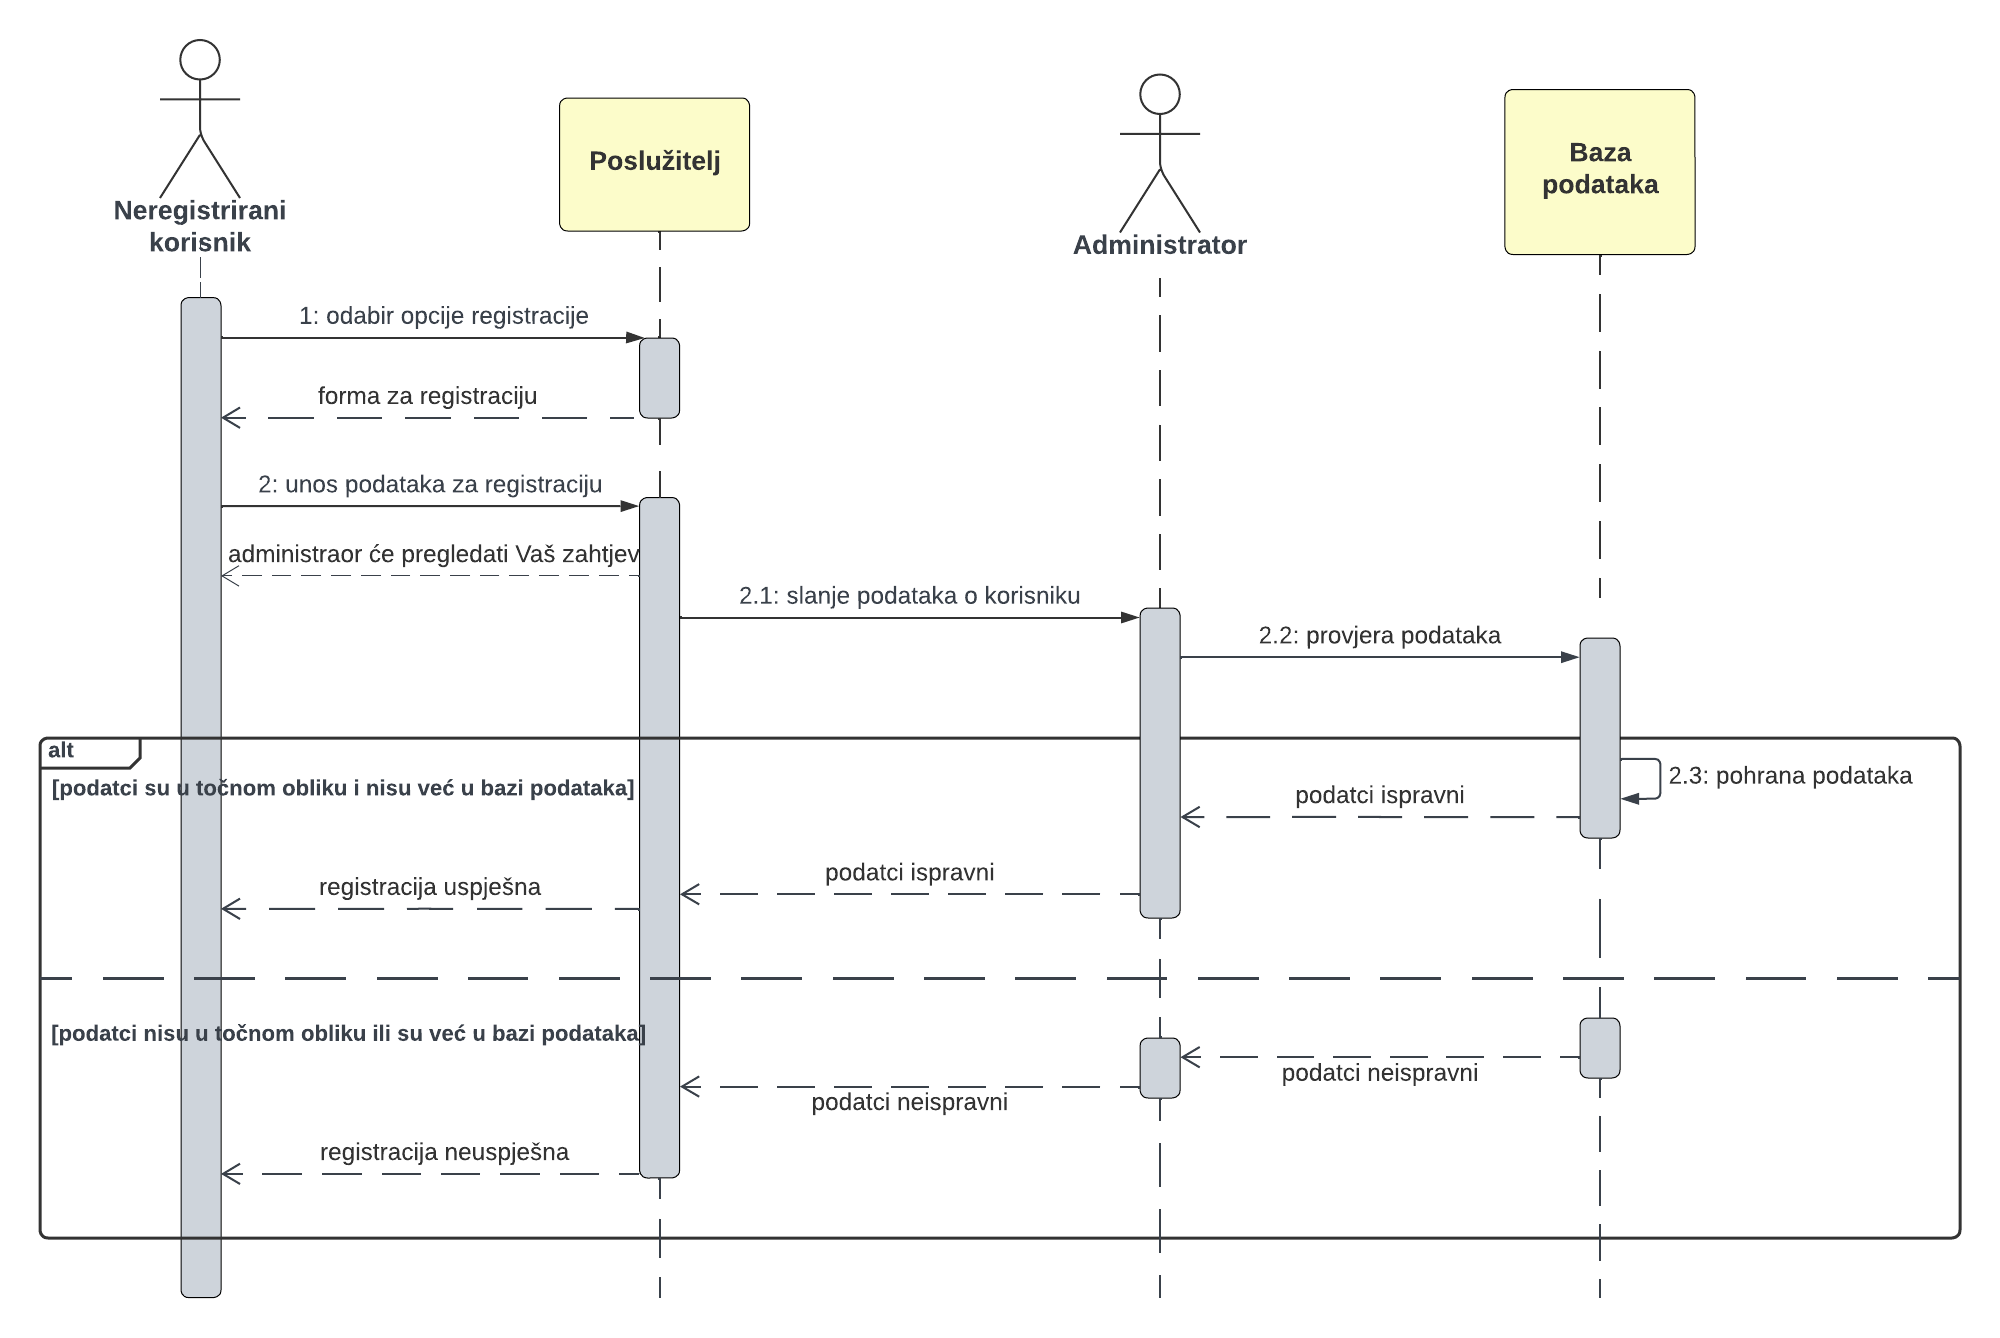 Neregistrirani
korisnik
Poslužitelj
Administrator
Baza
podataka
1: odabir opcije registracije
forma za registraciju
2: unos podataka za registraciju
administraor će pregledati Vaš zahtjev
2.1: slanje podataka o korisniku
2.2: provjera podataka
alt
[podatci su u točnom obliku i nisu već u bazi podataka]
2.3: pohrana podataka
podatci ispravni
podatci ispravni
registracija uspješna
[podatci nisu u točnom obliku ili su već u bazi podataka]
podatci neispravni
podatci neispravni
registracija neuspješna